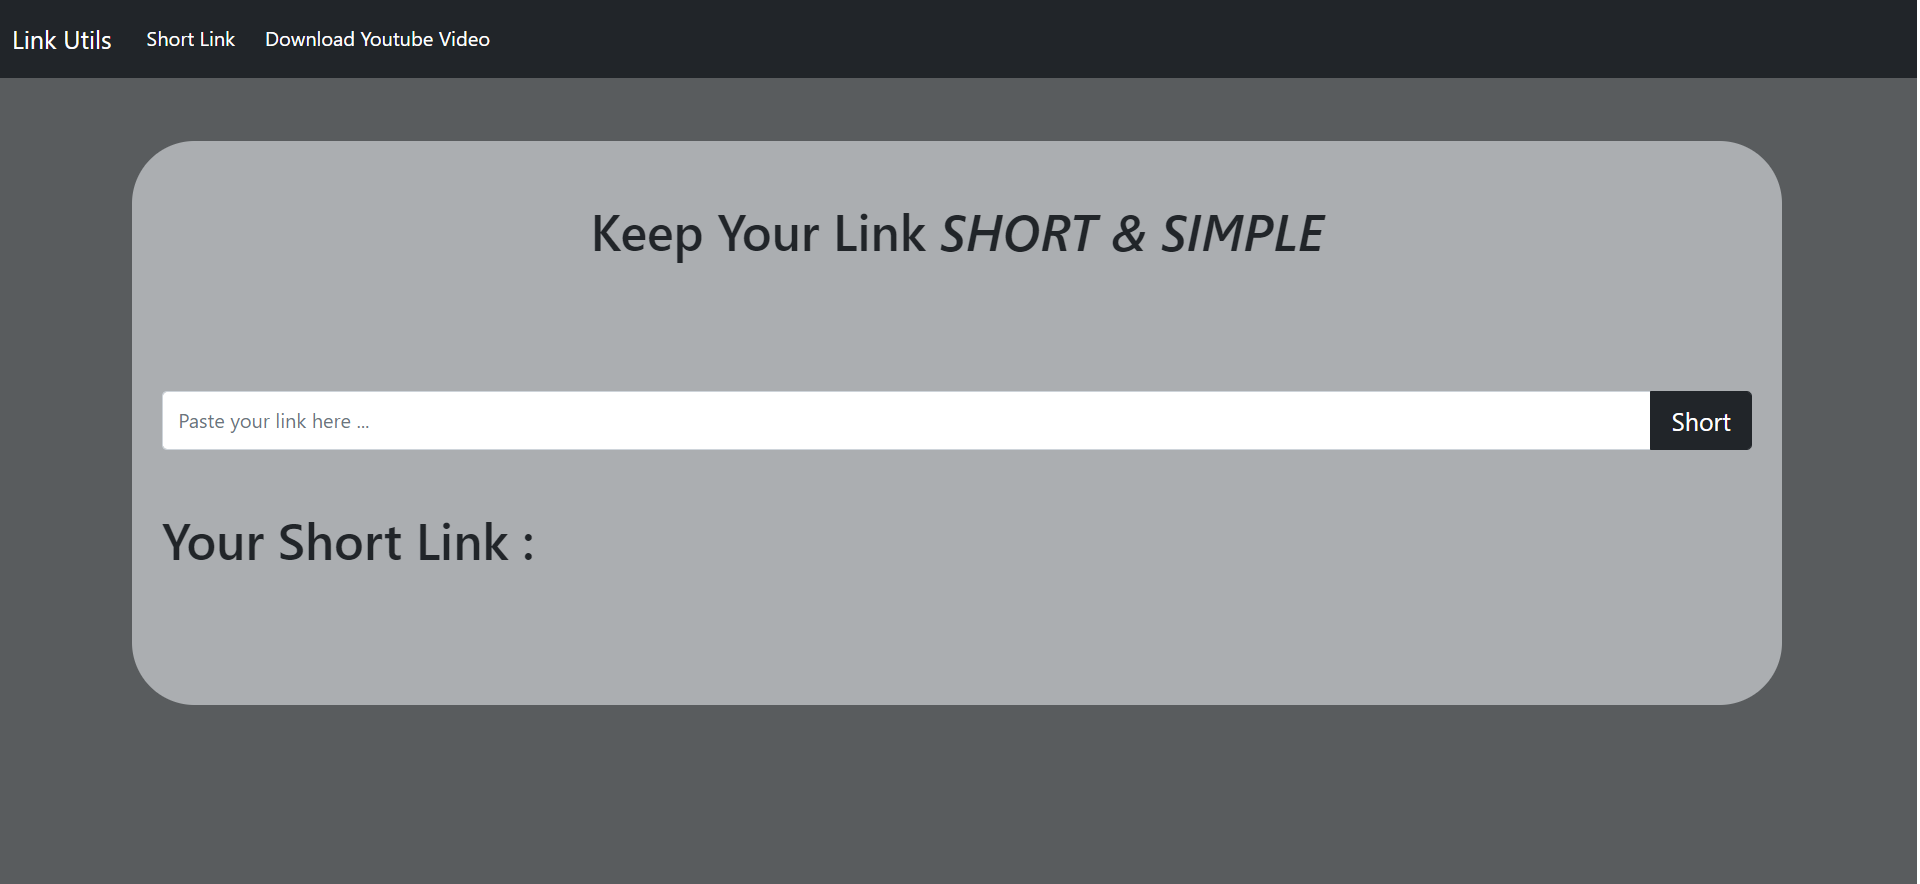 Link Utils Short Link Download Youtube Video
Keep Your Link SHORT & SIMPLE
Paste your link here ... Short
Your Short Link :